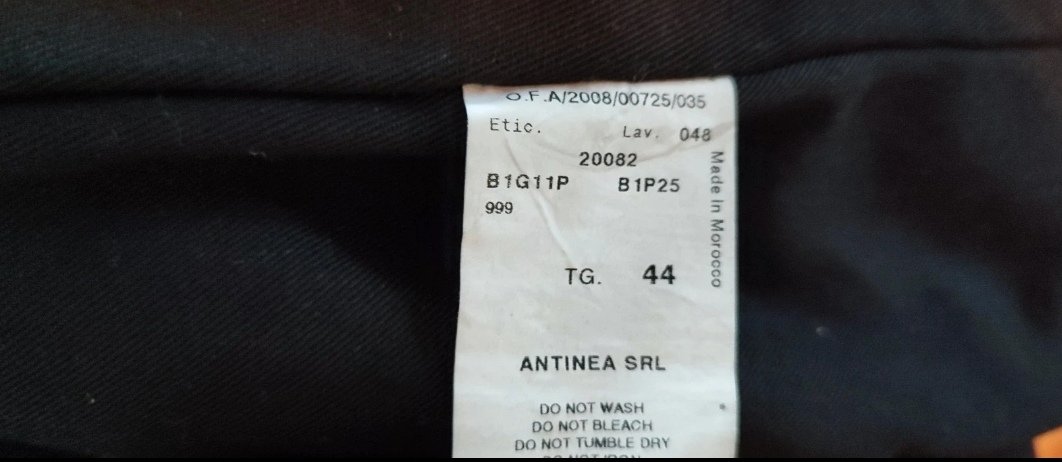 O.F.A/2008/00725/035
Etic. Lav. 048
20082
B1G11P B1P25
999
Made in Morocco
TG. 44
ANTINEA SRL
DO NOT WASH
DO NOT BLEACH
DO NOT TUMBLE DRY